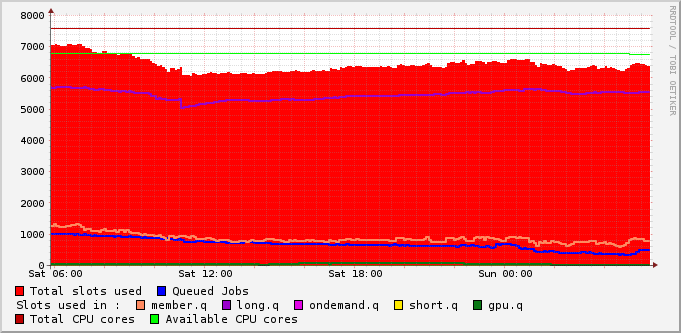 RRDTOOL / TOBI OETIKER
8000
7000
6000
5000
4000
3000
2000
1000
0
Sat 06:00 Sat 12:00 Sat 18:00 Sun 00:00
Total slots used Queued Jobs
Slots used in : member.q long.q ondemand.q short.q gpu.q
Total CPU cores Available CPU cores